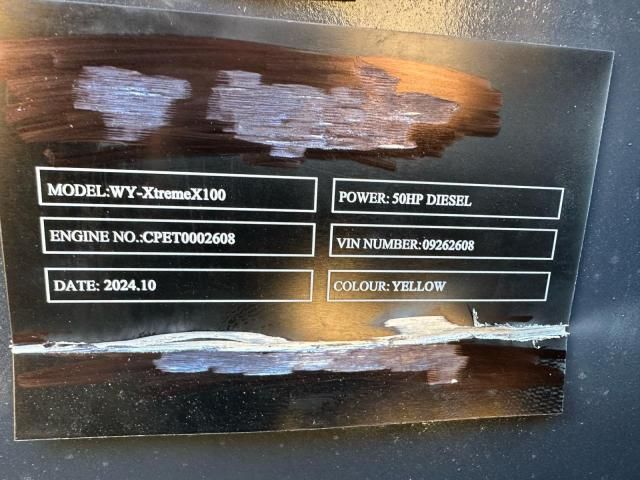 MODEL:WY-XtremeX100
POWER: 50HP DIESEL
ENGINE NO.:CPET0002608
VIN NUMBER:09262608
DATE: 2024.10
COLOUR:YELLOW